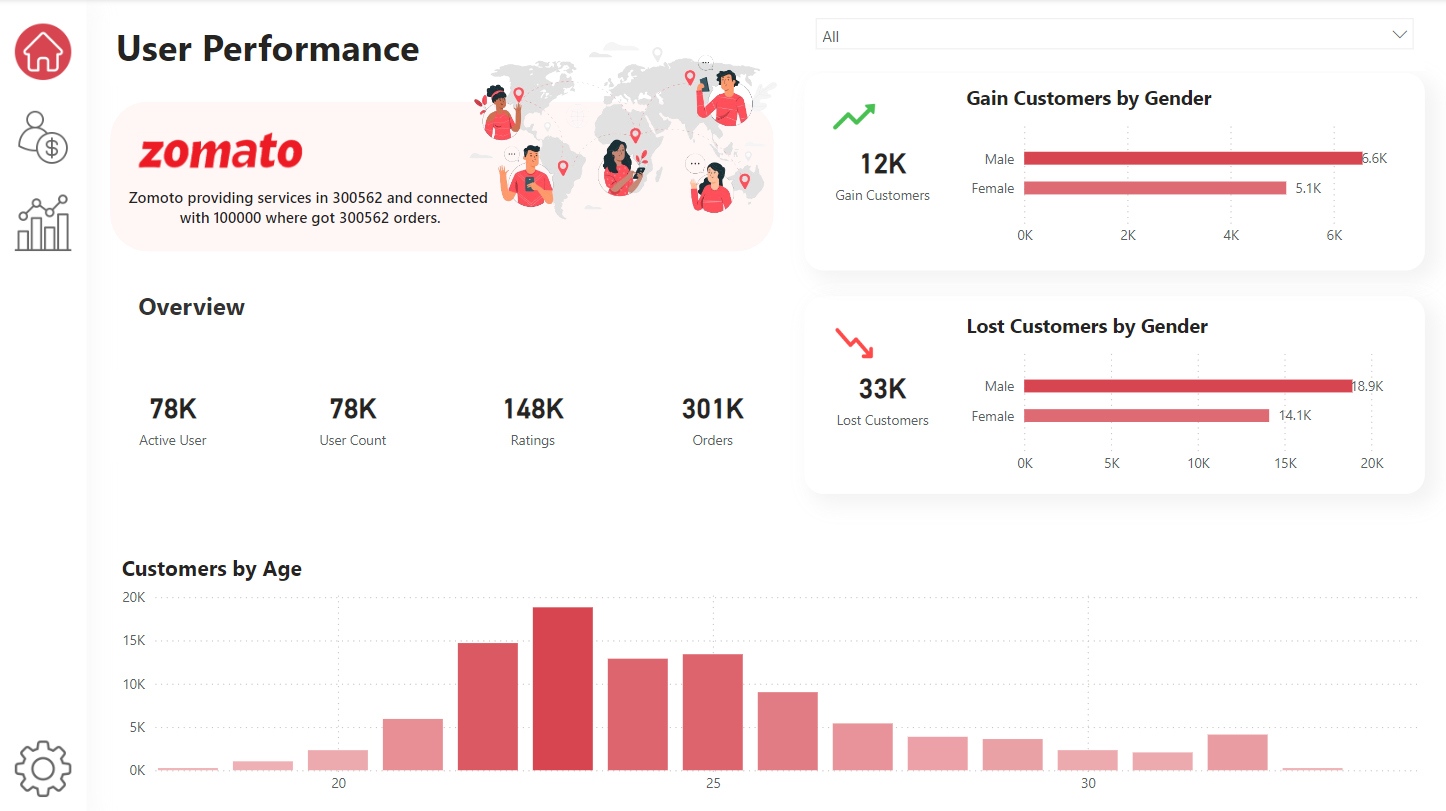 User Performance
All
zomato
Zomoto providing services in 300562 and connected
with 100000 where got 300562 orders.
12K
Gain Customers
Gain Customers by Gender
Male
6.6K
Female
5.1K
0K
2K
4K
6K
Overview
78K
Active User
78K
User Count
148K
Ratings
301K
Orders
33K
Lost Customers
Lost Customers by Gender
Male
18.9K
Female
14.1K
0K
5K
10K
15K
20K
Customers by Age
20K
15K
10K
5K
0K
20
25
30